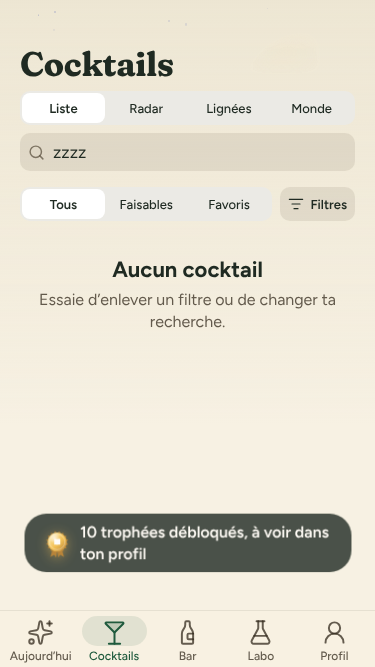 Cocktails
Liste
Radar
Lignées
Monde
zzzz
Tous
Faisables
Favoris
Filtres
Aucun cocktail
Essaie d’enlever un filtre ou de changer ta
recherche.
10 trophées débloqués, à voir dans
ton profil
Aujourd’hui
Cocktails
Bar
Labo
Profil